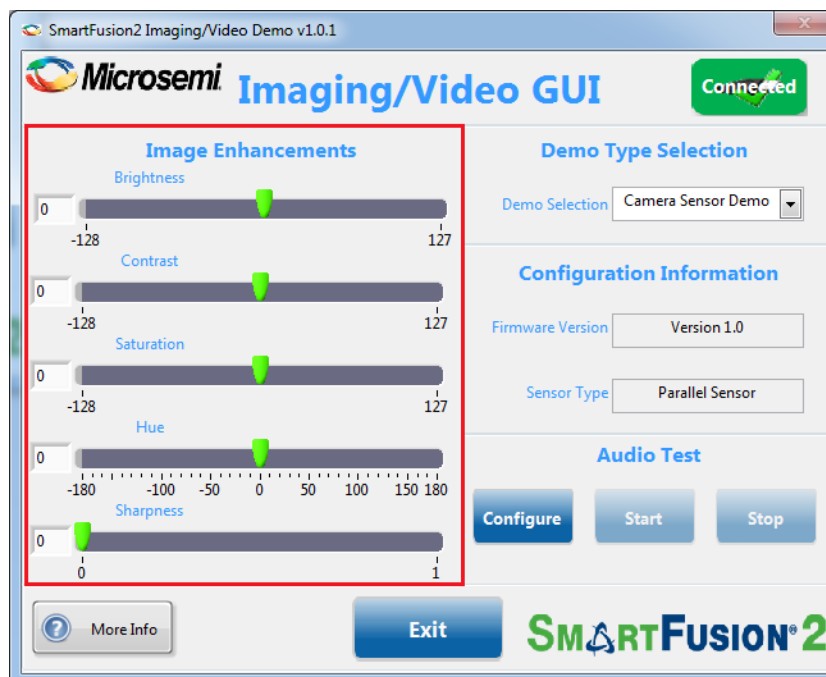 SmartFusion2 Imaging/Video Demo v1.0.1
Microsemi. Imaging/Video GUI
Connected
Image Enhancements
Brightness
0
-128 127
Contrast
0
-128 127
Saturation
0
-128 127
Hue
0
-180 -100 -50 0 50 100 150 180
Sharpness
0
0 1
Demo Type Selection
Demo Selection Camera Sensor Demo
Configuration Information
Firmware Version Version 1.0
Sensor Type Parallel Sensor
Audio Test
Configure Start Stop
More Info Exit SMARTFUSION®2